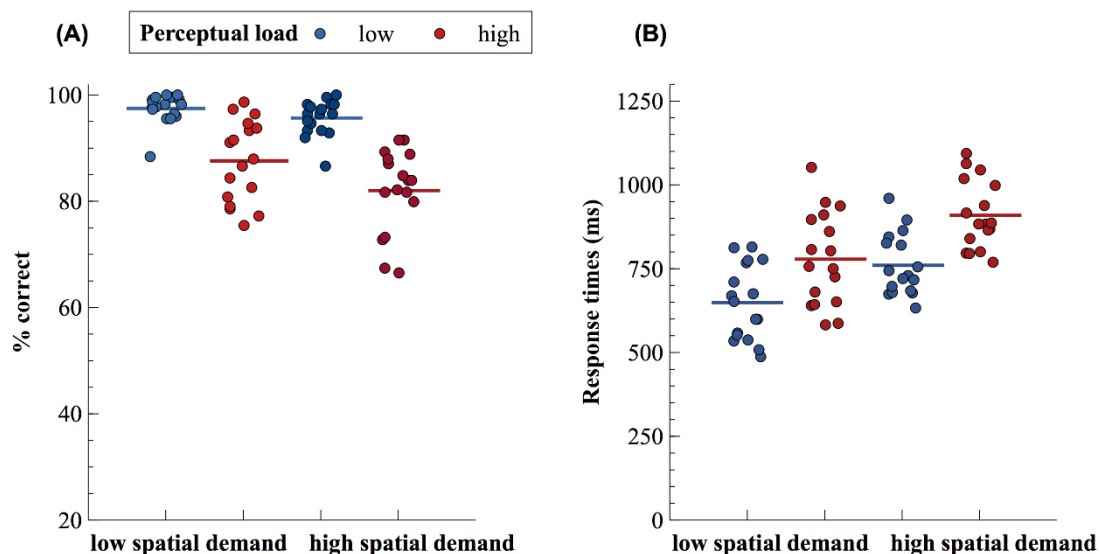 (A)
Perceptual load low high
100
80
60
40
20
% correct
low spatial demand high spatial demand
(B)
1250
1000
750
500
250
0
Response times (ms)
low spatial demand high spatial demand